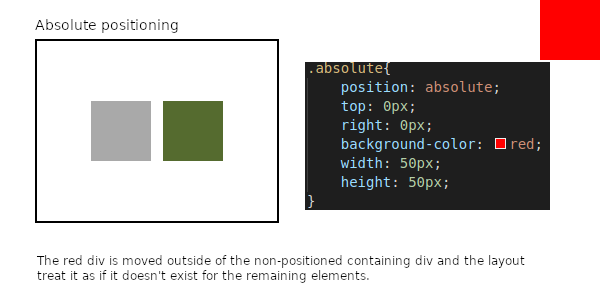 Absolute positioning
.absolute{
position: absolute;
top: 0px;
right: 0px;
background-color: red;
width: 50px;
height: 50px;
}
The red div is moved outside of the non-positioned containing div and the layout
treat it as if it doesn't exist for the remaining elements.